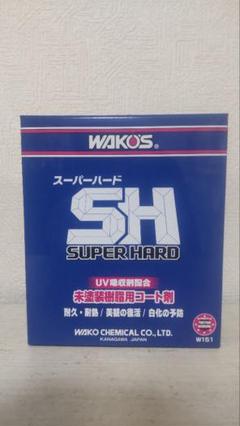 WAKO'S®
スーパーハード
SH
SUPER HARD
UV吸収剤配合
未塗装樹脂用コート剤
耐久・耐熱/美観の復活/白化の予防
WAKO CHEMICAL CO., LTD.
KANAGAWA JAPAN
W151